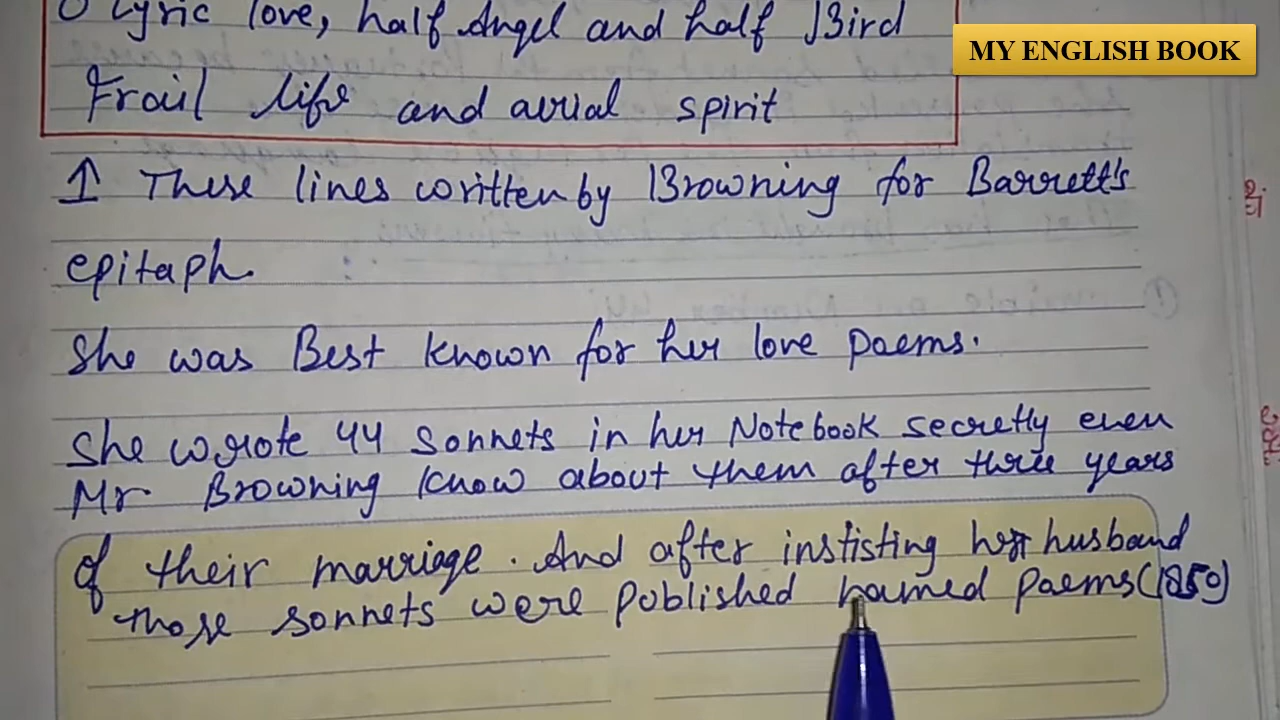 O Lyric love, half Angel and half Bird
MY ENGLISH BOOK
Frail life and aerial spirit
↑ These lines written by Browning for Barrett's
epitaph.
She was Best known for her love poems.
She wrote 44 sonnets in her Notebook secretly even
Mr Browning know about them after three years
of their marriage. And after instisting her husband
those sonnets were published named poems (1850)